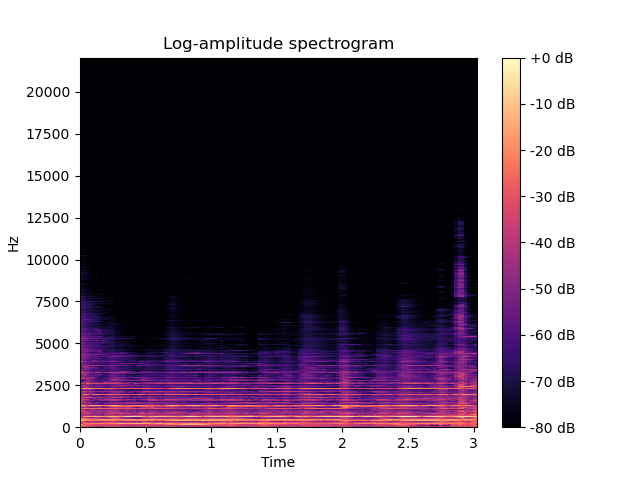 Log-amplitude spectrogram
Hz
20000
17500
15000
12500
10000
7500
5000
2500
0
0 0.5 1 1.5 2 2.5 3
Time
+0 dB
-10 dB
-20 dB
-30 dB
-40 dB
-50 dB
-60 dB
-70 dB
-80 dB